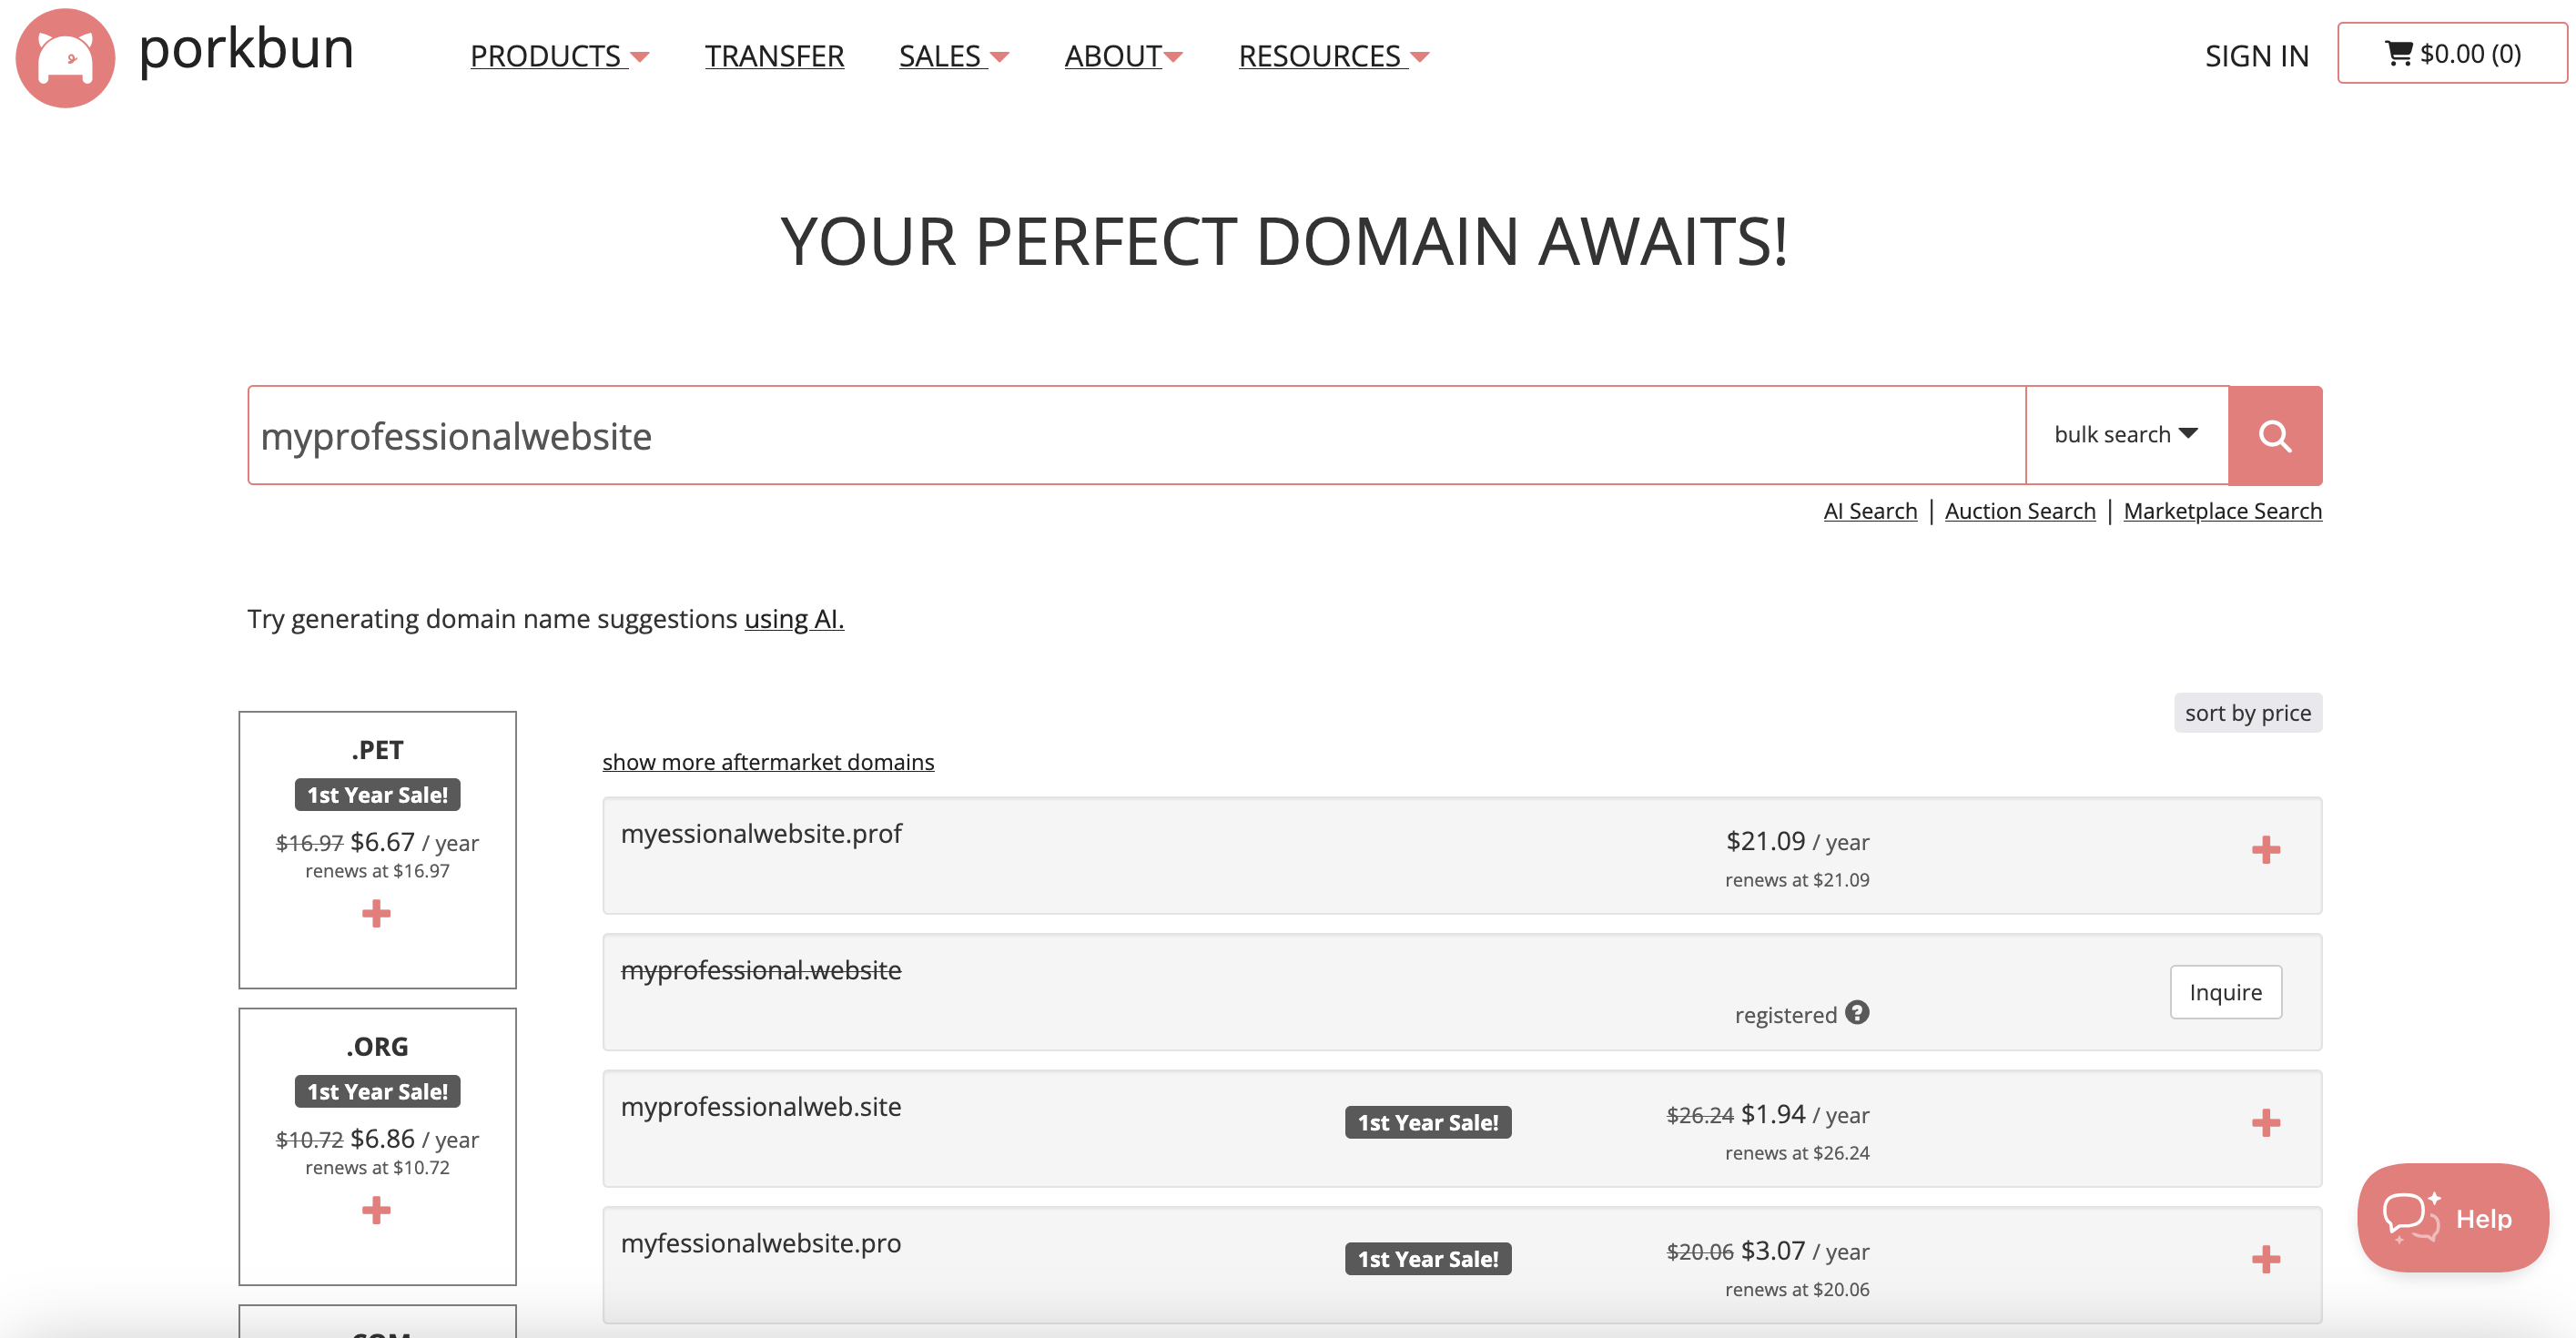 porkbun
PRODUCTS TRANSFER SALES ABOUT RESOURCES
SIGN IN
$0.00 (0)
YOUR PERFECT DOMAIN AWAITS!
myprofessionalwebsite
bulk search
AI Search | Auction Search | Marketplace Search
Try generating domain name suggestions using AI.
.PET
1st Year Sale!
$16.97 $6.67 / year
renews at $16.97
.ORG
1st Year Sale!
$10.72 $6.86 / year
renews at $10.72
sort by price
show more aftermarket domains
myessionalwebsite.prof
$21.09 / year
renews at $21.09
myprofessional.website
registered
Inquire
myprofessionalweb.site
1st Year Sale!
$26.24 $1.94 / year
renews at $26.24
myfessionalwebsite.pro
1st Year Sale!
$20.06 $3.07 / year
renews at $20.06
Help